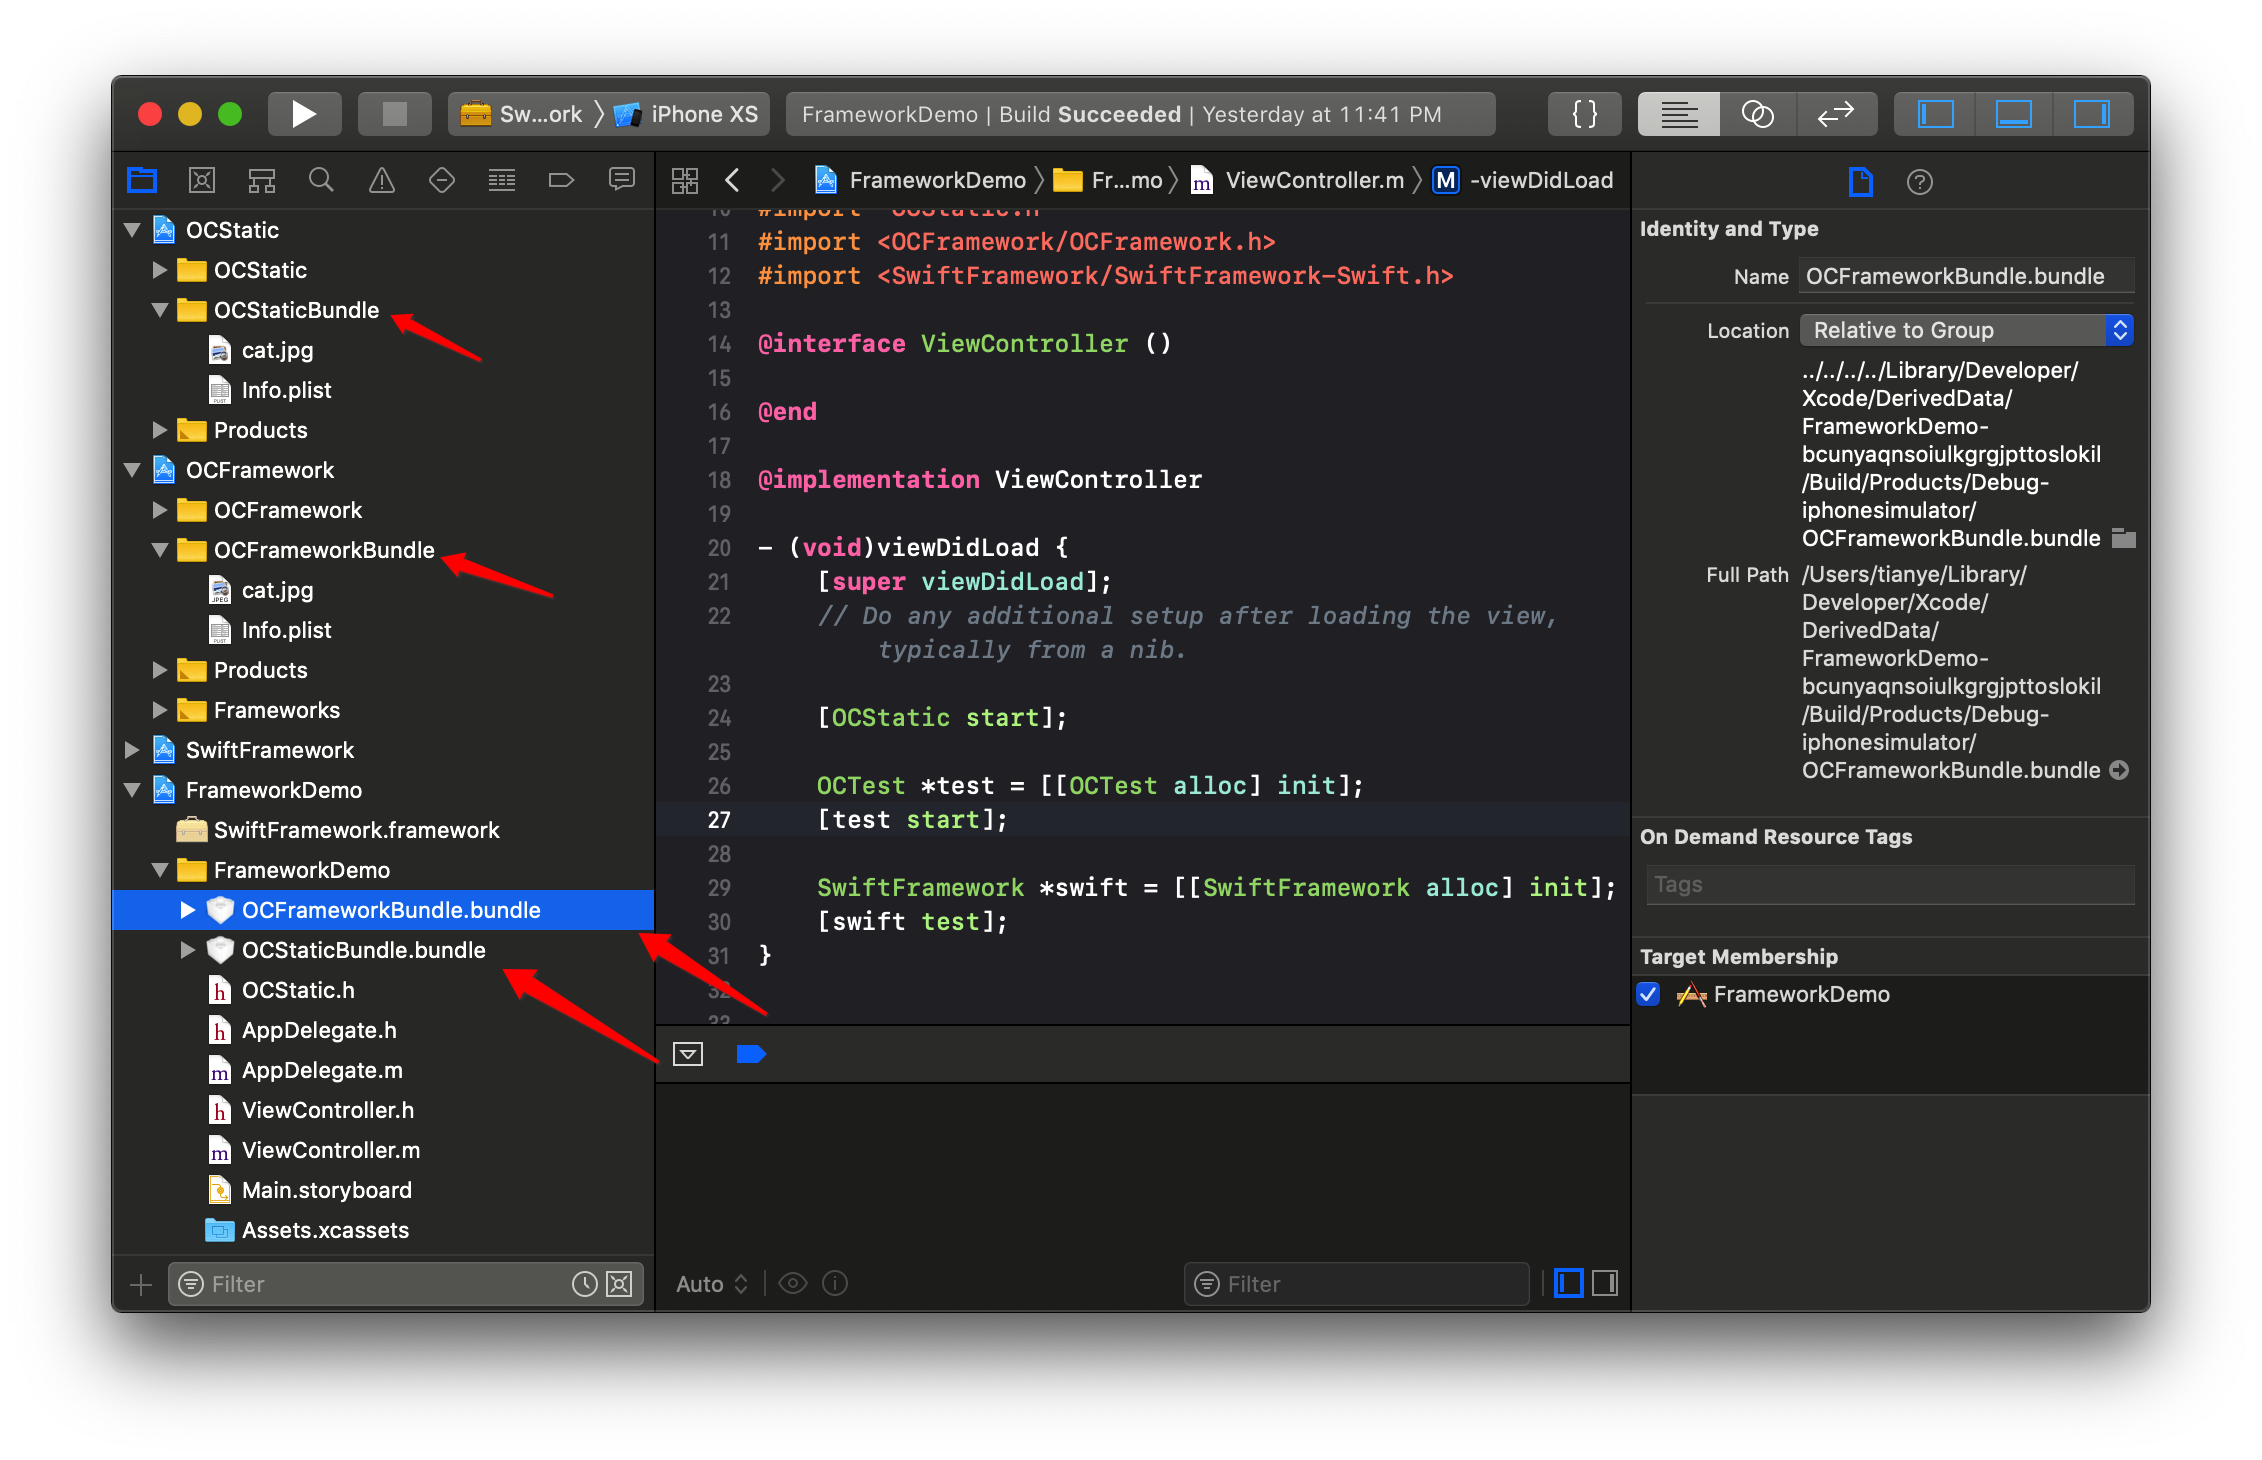 Sw...ork 〉 iPhone XS
FrameworkDemo | Build Succeeded | Yesterday at 11:41 PM
{}
FrameworkDemo 〉 Fr...mo 〉 m ViewController.m 〉 M -viewDidLoad
OCStatic
OCStatic
OCStaticBundle
cat.jpg
Info.plist
Products
OCFramework
OCFramework
OCFrameworkBundle
cat.jpg
Info.plist
Products
Frameworks
SwiftFramework
FrameworkDemo
SwiftFramework.framework
FrameworkDemo
OCFrameworkBundle.bundle
OCStaticBundle.bundle
h OCStatic.h
h AppDelegate.h
m AppDelegate.m
h ViewController.h
m ViewController.m
Main.storyboard
Assets.xcassets
Filter
10 #import "OCStatic.h"
11 #import <OCFramework/OCFramework.h>
12 #import <SwiftFramework/SwiftFramework-Swift.h>
13
14 @interface ViewController ()
15
16 @end
17
18 @implementation ViewController
19
20 - (void)viewDidLoad {
21 [super viewDidLoad];
22 // Do any additional setup after loading the view,
typically from a nib.
23
24 [OCStatic start];
25
26 OCTest *test = [[OCTest alloc] init];
27 [test start];
28
29 SwiftFramework *swift = [[SwiftFramework alloc] init];
30 [swift test];
31 }
32
33
Auto
Filter
Identity and Type
Name OCFrameworkBundle.bundle
Location Relative to Group
../../../../Library/Developer/
Xcode/DerivedData/
FrameworkDemo-
bcunyaqnsoiulkgrgjpttoslokil
/Build/Products/Debug-
iphonesimulator/
OCFrameworkBundle.bundle
Full Path /Users/tianye/Library/
Developer/Xcode/
DerivedData/
FrameworkDemo-
bcunyaqnsoiulkgrgjpttoslokil
/Build/Products/Debug-
iphonesimulator/
OCFrameworkBundle.bundle
On Demand Resource Tags
Tags
Target Membership
FrameworkDemo